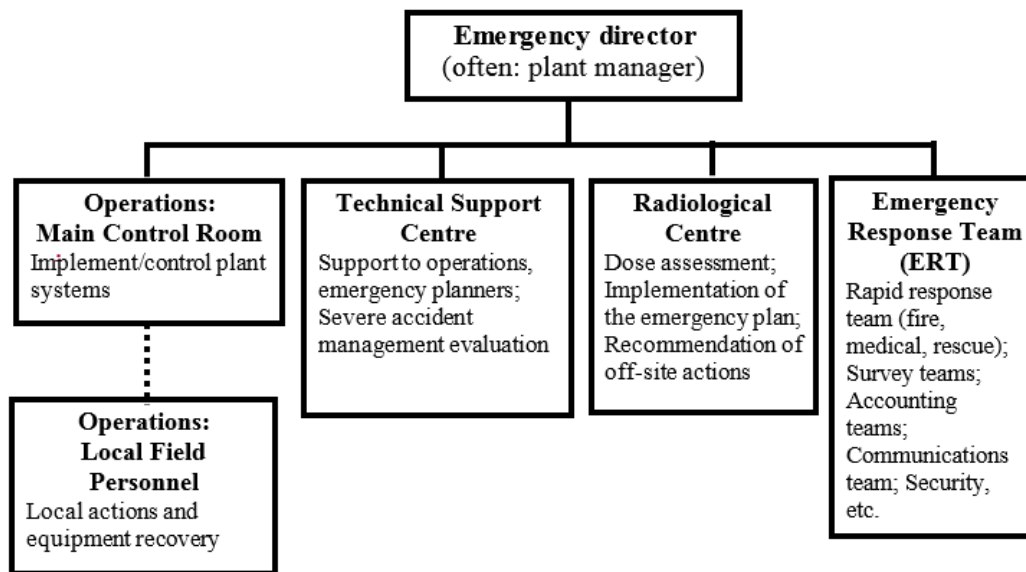 Emergency director
(often: plant manager)
Operations:
Main Control Room
Implement/control plant
systems
Technical Support
Centre
Support to operations,
emergency planners;
Severe accident
management evaluation
Radiological
Centre
Dose assessment;
Implementation of
the emergency plan;
Recommendation of
off-site actions
Emergency
Response Team
(ERT)
Rapid response
team (fire,
medical, rescue);
Survey teams;
Accounting
teams;
Communications
team; Security,
etc.
Operations:
Local Field
Personnel
Local actions and
equipment recovery